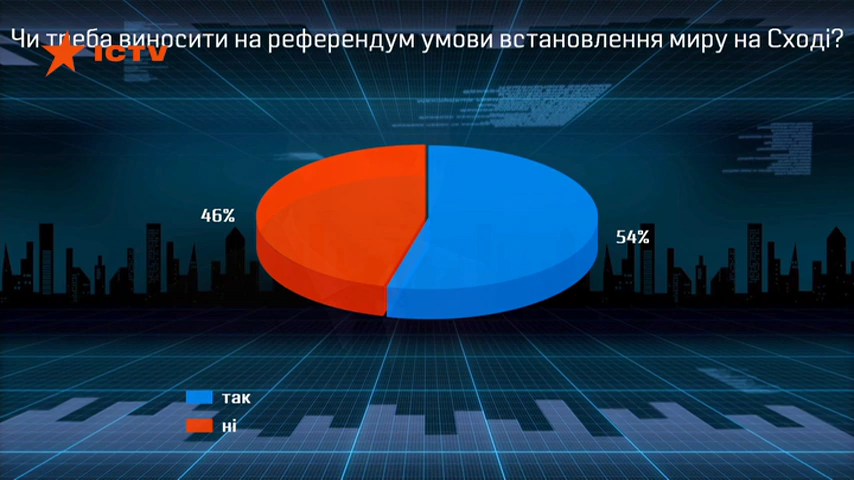 Чи треба виносити на референдум умови встановлення миру на Сході?
ICTV
46%
54%
так
ні